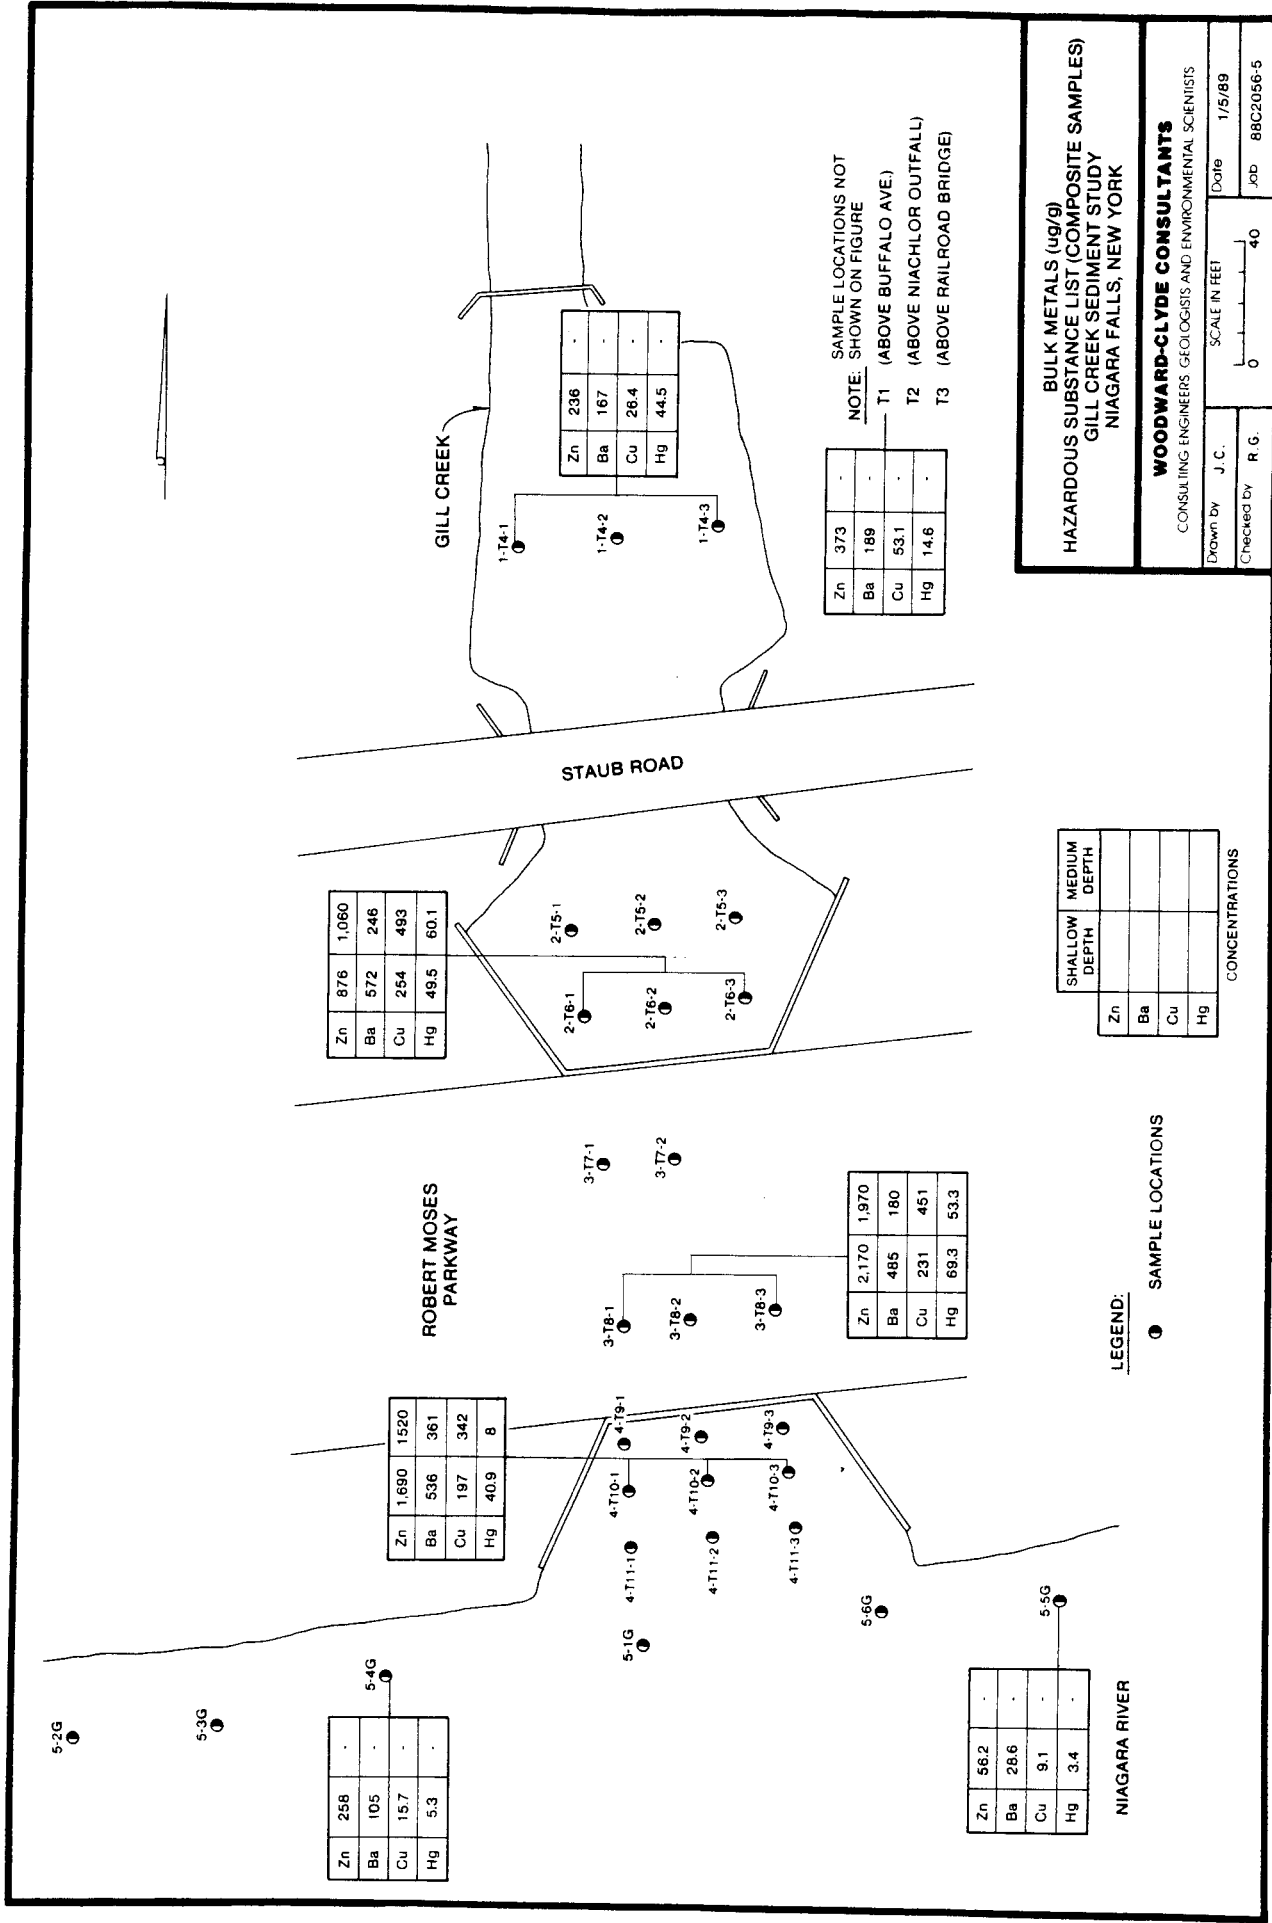 GILL CREEK
1-T4-1
1-T4-2
1-T4-3
Zn 236 -
Ba 167 -
Cu 26.4 -
Hg 44.5 -
NOTE: SAMPLE LOCATIONS NOT
SHOWN ON FIGURE
T1 (ABOVE BUFFALO AVE.)
T2 (ABOVE NIACHLOR OUTFALL)
T3 (ABOVE RAILROAD BRIDGE)
Zn 373 -
Ba 189 -
Cu 53.1 -
Hg 14.6 -
STAUB ROAD
Zn 876 1,060
Ba 572 246
Cu 254 493
Hg 49.5 60.1
2-T5-1
2-T5-2
2-T5-3
2-T6-1
2-T6-2
2-T6-3
ROBERT MOSES
PARKWAY
3-T7-1
3-T7-2
3-T8-1
3-T8-2
3-T8-3
Zn 2,170 1,970
Ba 485 180
Cu 231 451
Hg 69.3 53.3
Zn 1,690 1520
Ba 536 361
Cu 197 342
Hg 40.9 8
4-T9-1
4-T9-2
4-T9-3
4-T10-1
4-T10-2
4-T10-3
4-T11-1
4-T11-2
4-T11-3
5-1G
5-2G
5-3G
5-4G
5-6G
5-5G
Zn 258 -
Ba 105 -
Cu 15.7 -
Hg 5.3 -
Zn 56.2 -
Ba 28.6 -
Cu 9.1 -
Hg 3.4 -
NIAGARA RIVER
LEGEND:
SAMPLE LOCATIONS
SHALLOW DEPTH MEDIUM DEPTH
Zn
Ba
Cu
Hg
CONCENTRATIONS
BULK METALS (ug/g)
HAZARDOUS SUBSTANCE LIST (COMPOSITE SAMPLES)
GILL CREEK SEDIMENT STUDY
NIAGARA FALLS, NEW YORK
WOODWARD-CLYDE CONSULTANTS
CONSULTING ENGINEERS GEOLOGISTS AND ENVIRONMENTAL SCIENTISTS
Drawn by J.C.
Checked by R.G.
SCALE IN FEET
0 40
Date 1/5/89
Job 88C2056-5